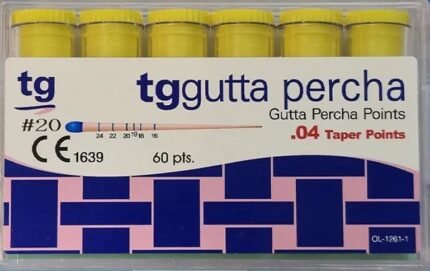 tg
tggutta percha
Gutta Percha Points
.04 Taper Points
#20
24 22 20 19 18 16
CE 1639
60 pts.
OL-1261-1